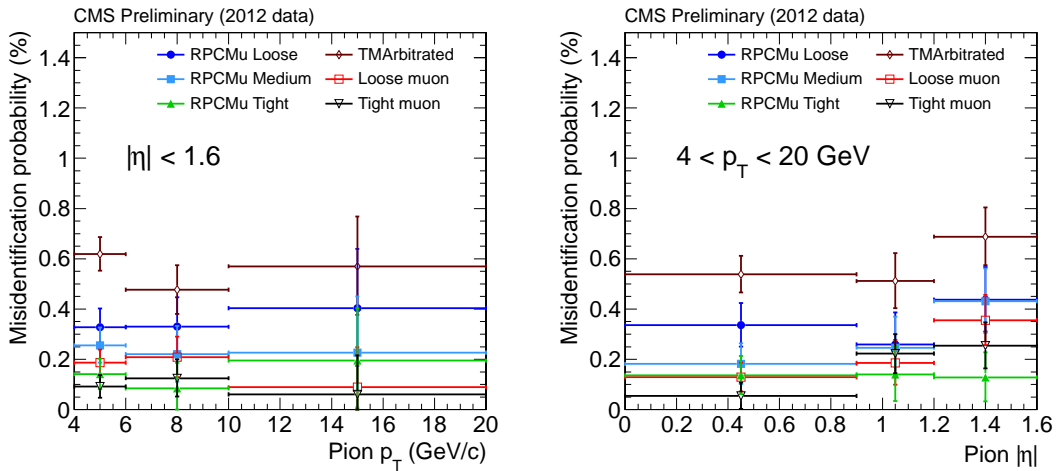 CMS Preliminary (2012 data)
Misidentification probability (%)
RPCMu Loose
RPCMu Medium
RPCMu Tight
TMArbitrated
Loose muon
Tight muon
|η| < 1.6
1.4
1.2
1
0.8
0.6
0.4
0.2
0
4 6 8 10 12 14 16 18 20
Pion p_T (GeV/c)
CMS Preliminary (2012 data)
Misidentification probability (%)
RPCMu Loose
RPCMu Medium
RPCMu Tight
TMArbitrated
Loose muon
Tight muon
4 < p_T < 20 GeV
1.4
1.2
1
0.8
0.6
0.4
0.2
0
0 0.2 0.4 0.6 0.8 1.0 1.2 1.4 1.6
Pion |η|